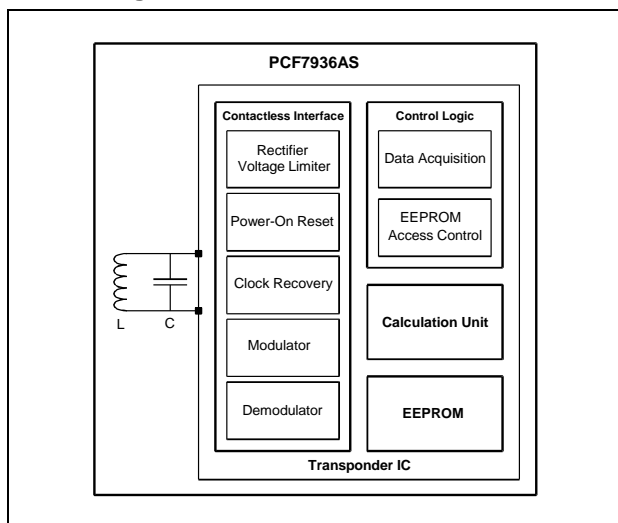 PCF7936AS
Contactless Interface
Rectifier
Voltage Limiter
Power-On Reset
Clock Recovery
Modulator
Demodulator
Control Logic
Data Acquisition
EEPROM
Access Control
Calculation Unit
EEPROM
L
C
Transponder IC